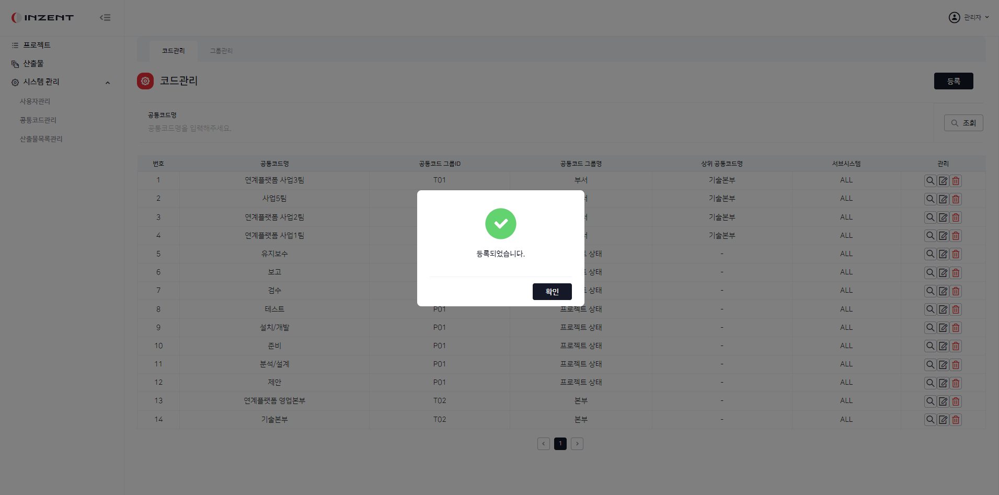 INZENT
관리자
프로젝트
산출물
시스템 관리
사용자관리
공통코드관리
산출물목록관리
코드관리 그룹관리
코드관리
등록
공통코드명
공통코드명을 입력해주세요.
조회
번호 공통코드명 공통코드 그룹ID 공통코드 그룹명 상위 공통코드명 서브시스템 관리
1 연계플랫폼 사업3팀 T01 부서 기술본부 ALL
2 사업5팀 기술본부 ALL
3 연계플랫폼 사업2팀 기술본부 ALL
4 연계플랫폼 사업1팀 기술본부 ALL
5 유지보수 상태 - ALL
6 보고 상태 - ALL
7 검수 상태 - ALL
8 테스트 P01 프로젝트 상태 - ALL
9 설치/개발 P01 프로젝트 상태 - ALL
10 준비 P01 프로젝트 상태 - ALL
11 분석/설계 P01 프로젝트 상태 - ALL
12 제안 P01 프로젝트 상태 - ALL
13 연계플랫폼 영업본부 T02 본부 - ALL
14 기술본부 T02 본부 - ALL
1
등록되었습니다.
확인